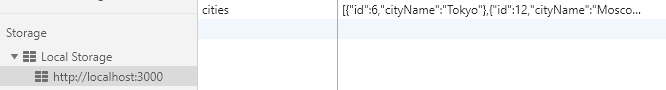 cities [{"id":6,"cityName":"Tokyo"},{"id":12,"cityName":"Mosco...
Storage
Local Storage
http://localhost:3000